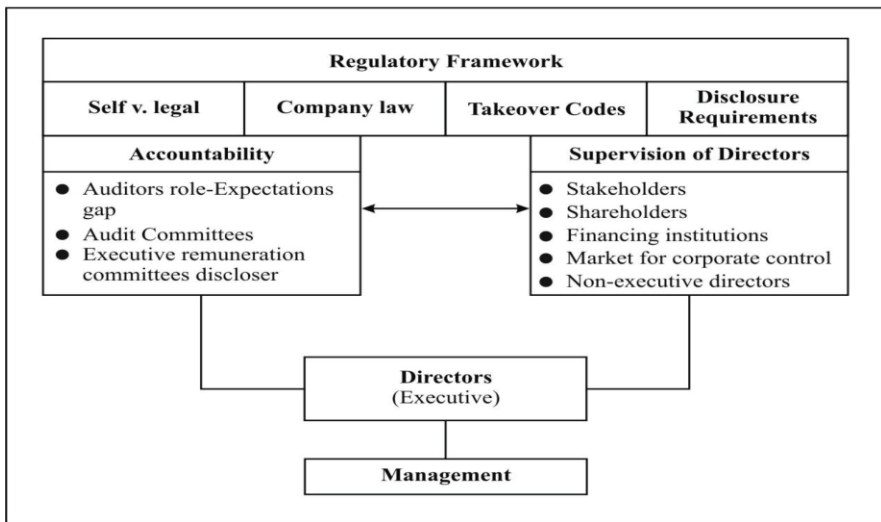 Regulatory Framework
Self v. legal
Company law
Takeover Codes
Disclosure
Requirements
Accountability
● Auditors role-Expectations
gap
● Audit Committees
● Executive remuneration
committees discloser
Supervision of Directors
● Stakeholders
● Shareholders
● Financing institutions
● Market for corporate control
● Non-executive directors
Directors
(Executive)
Management